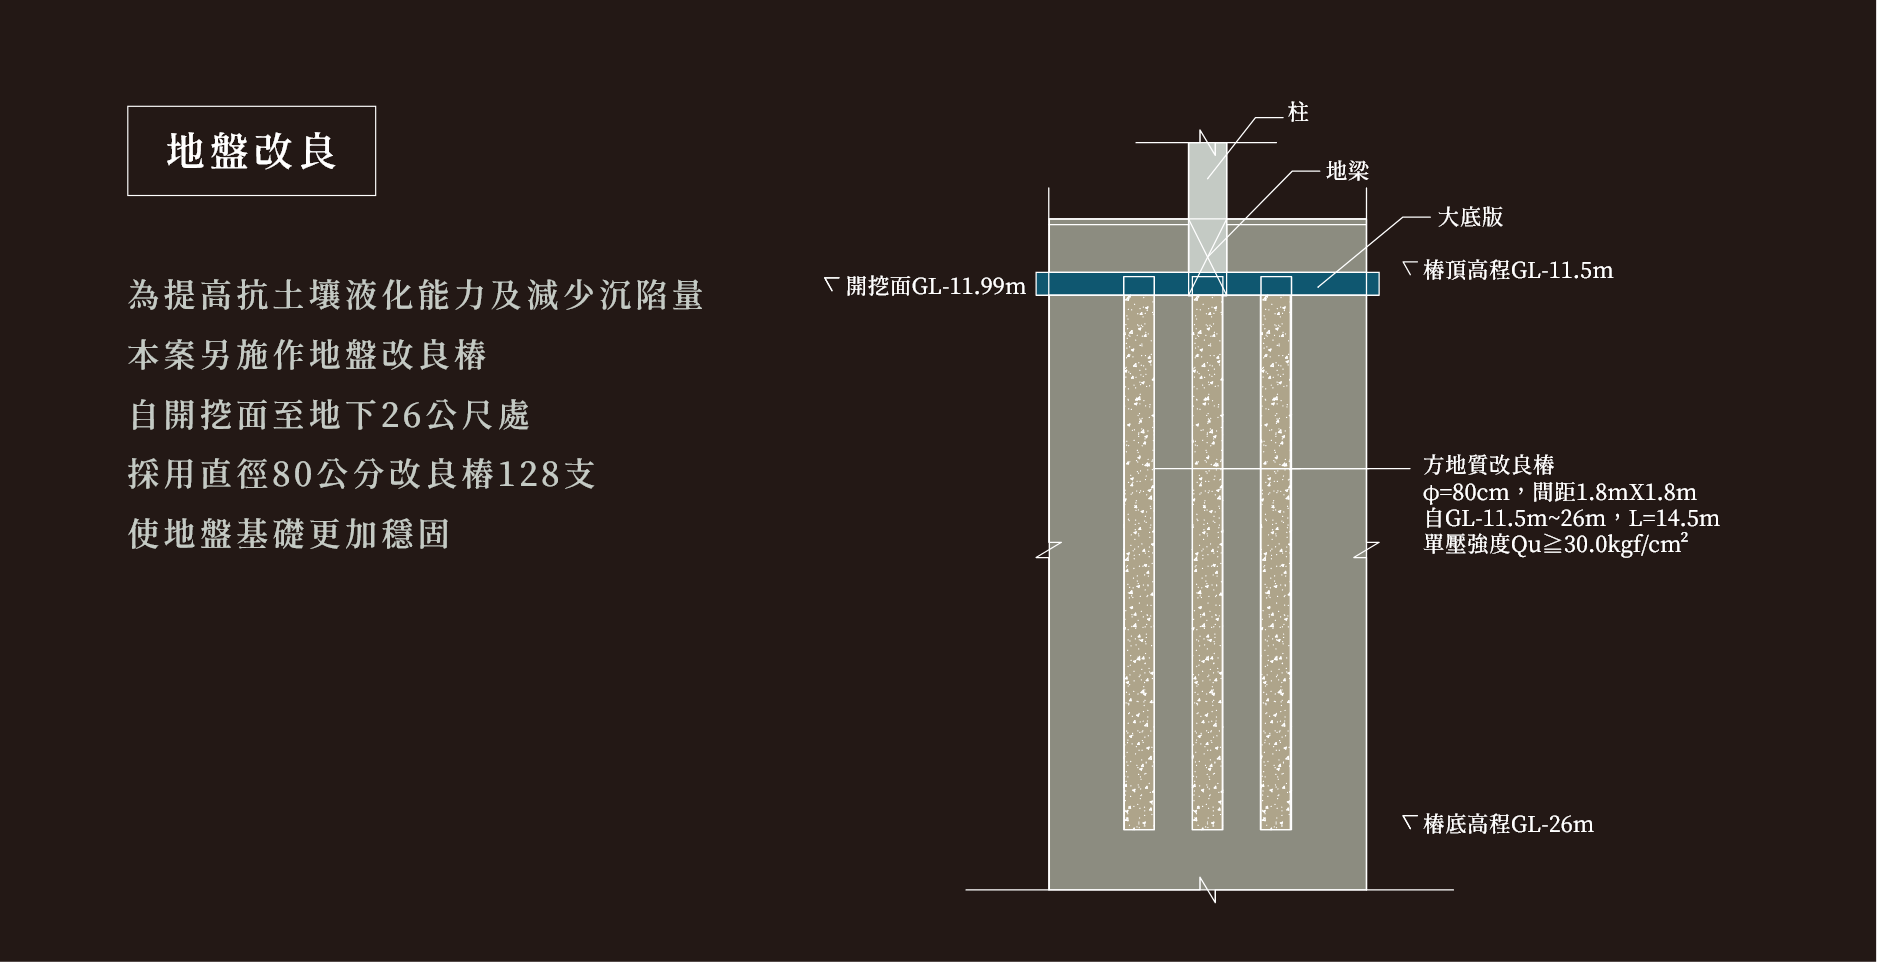 地盤改良
為提高抗土壤液化能力及減少沉陷量
本案另施作地盤改良樁
自開挖面至地下26公尺處
採用直徑80公分改良樁128支
使地盤基礎更加穩固
柱
地梁
大底版
樁頂高程GL-11.5m
開挖面GL-11.99m
方地質改良樁
φ=80cm，間距1.8mX1.8m
自GL-11.5m~26m，L=14.5m
單壓強度Qu≧30.0kgf/cm²
樁底高程GL-26m